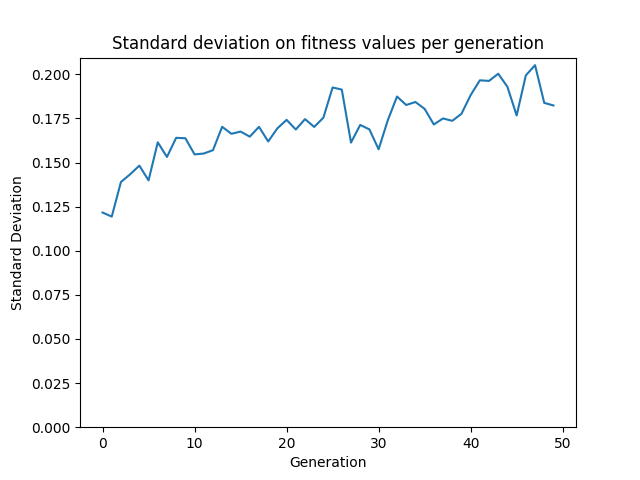 Standard deviation on fitness values per generation
0.200
0.175
0.150
0.125
0.100
0.075
0.050
0.025
0.000
Standard Deviation
0 10 20 30 40 50
Generation